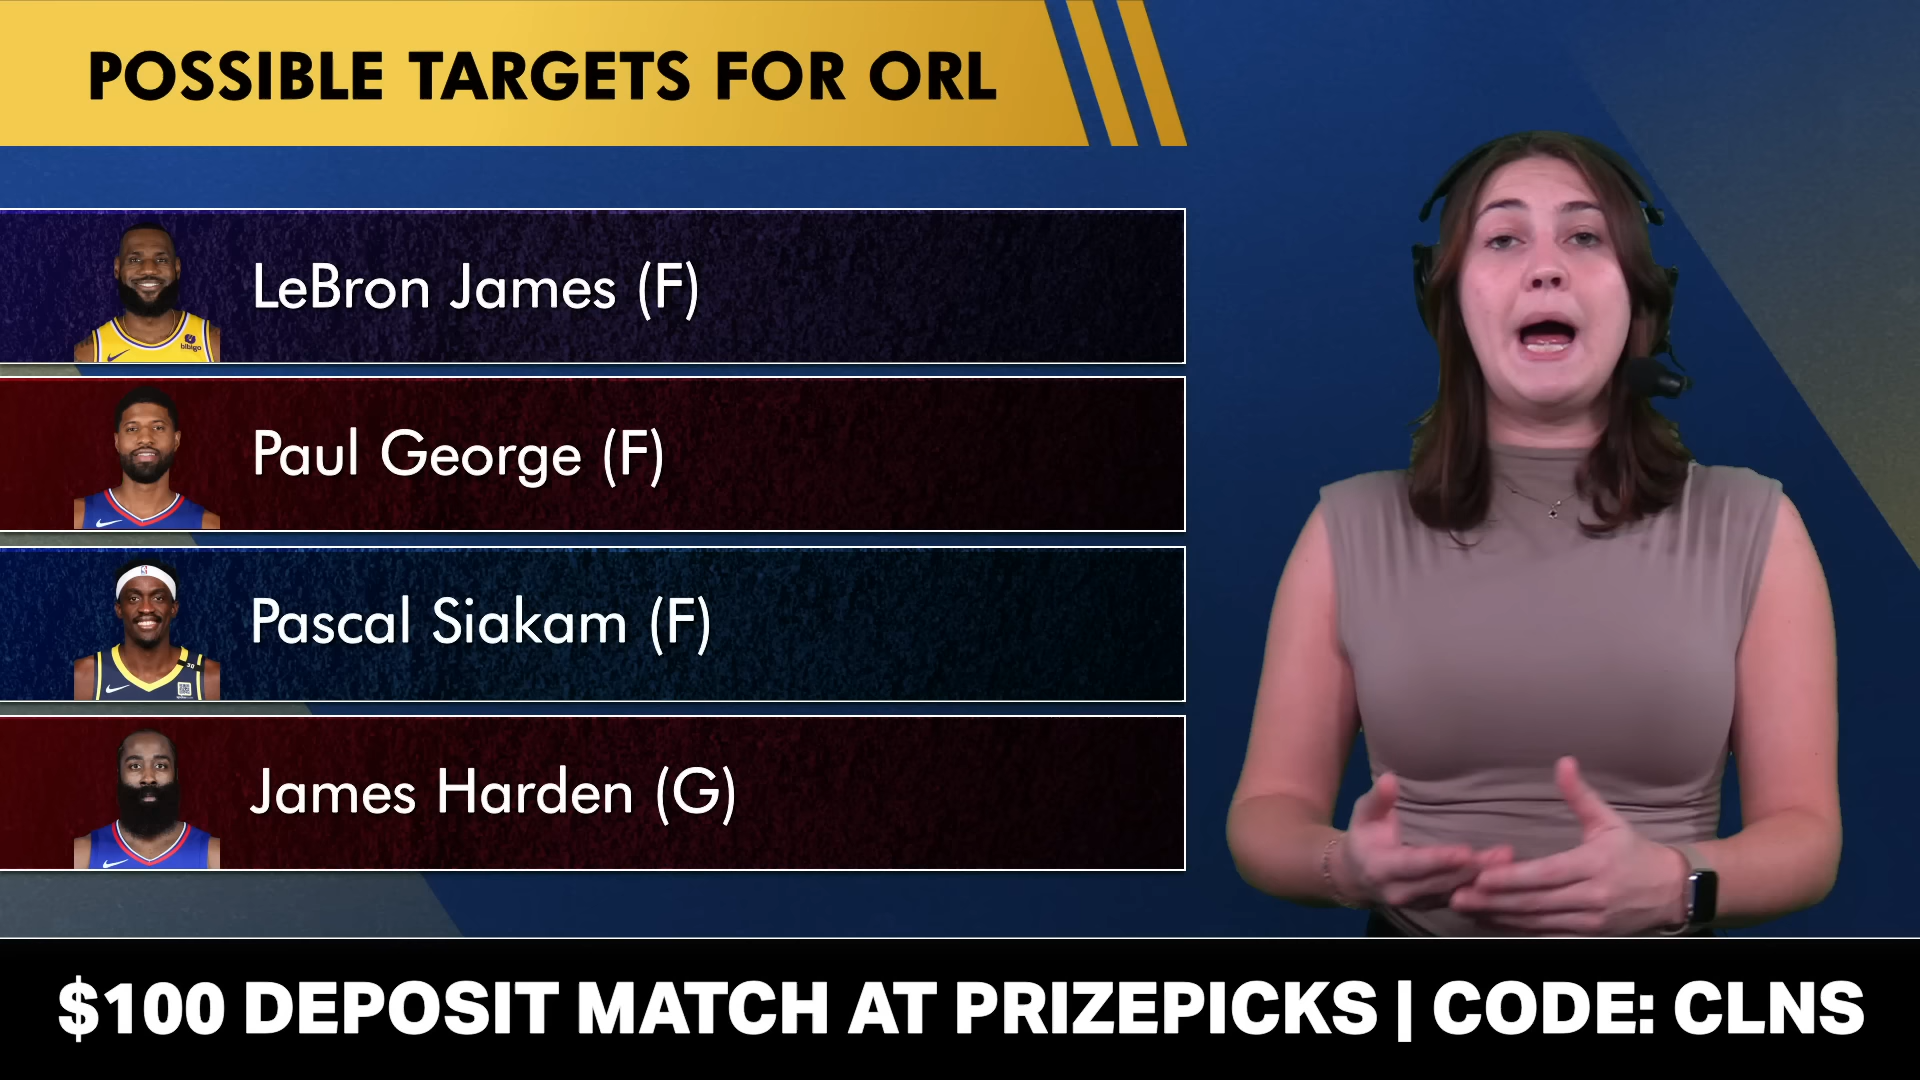 POSSIBLE TARGETS FOR ORL
LeBron James (F)
bibigo
Paul George (F)
Pascal Siakam (F)
James Harden (G)
$100 DEPOSIT MATCH AT PRIZEPICKS | CODE: CLNS